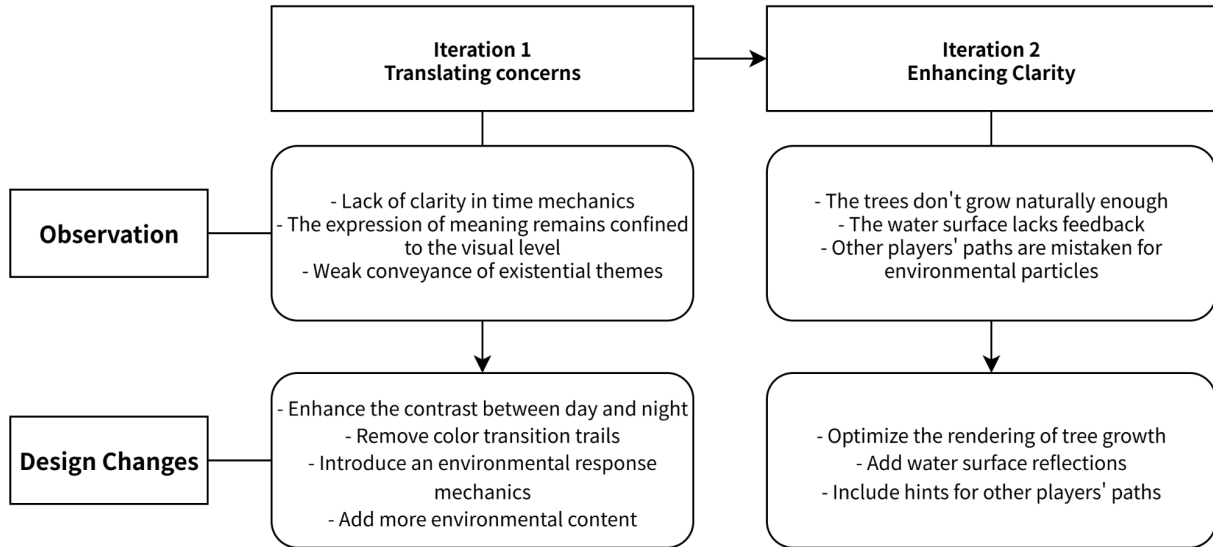 Iteration 1
Translating concerns
Iteration 2
Enhancing Clarity
Observation
- Lack of clarity in time mechanics
- The expression of meaning remains confined
to the visual level
- Weak conveyance of existential themes
- The trees don't grow naturally enough
- The water surface lacks feedback
- Other players' paths are mistaken for
environmental particles
Design Changes
- Enhance the contrast between day and night
- Remove color transition trails
- Introduce an environmental response
mechanics
- Add more environmental content
- Optimize the rendering of tree growth
- Add water surface reflections
- Include hints for other players' paths